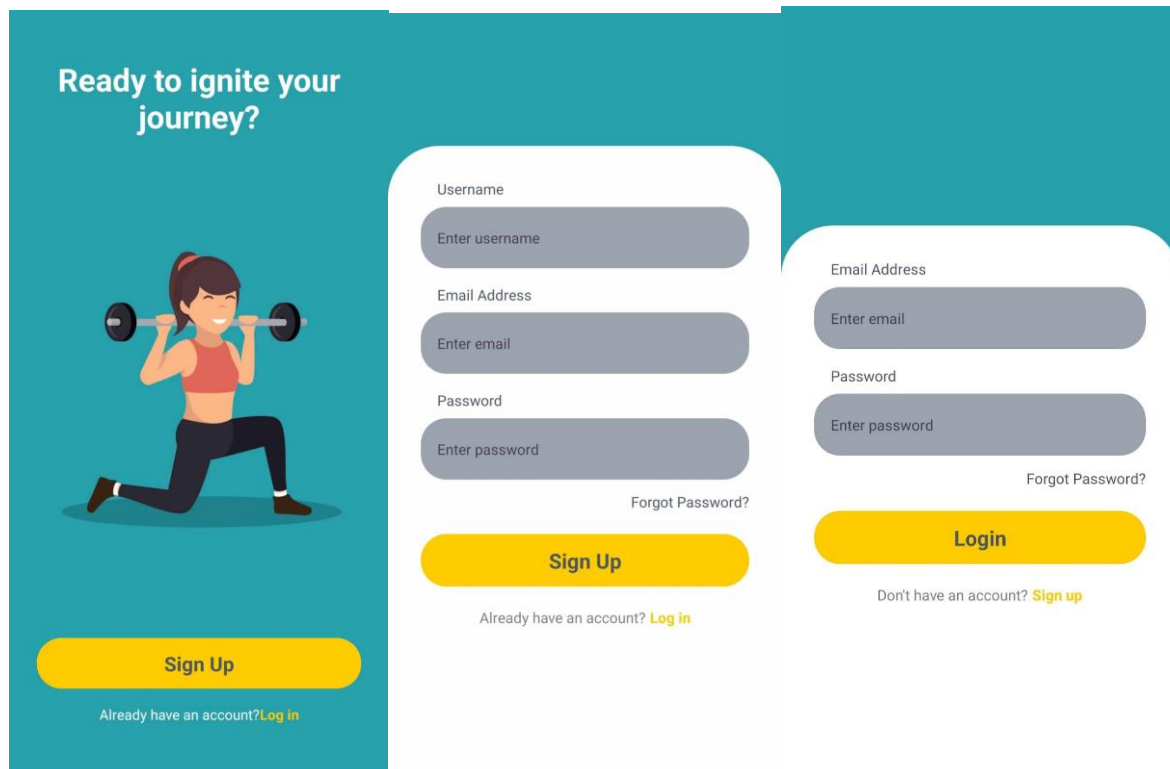 Ready to ignite your
journey?
Sign Up
Already have an account?Log in
Username
Enter username
Email Address
Enter email
Password
Enter password
Forgot Password?
Sign Up
Already have an account? Log in
Email Address
Enter email
Password
Enter password
Forgot Password?
Login
Don't have an account? Sign up